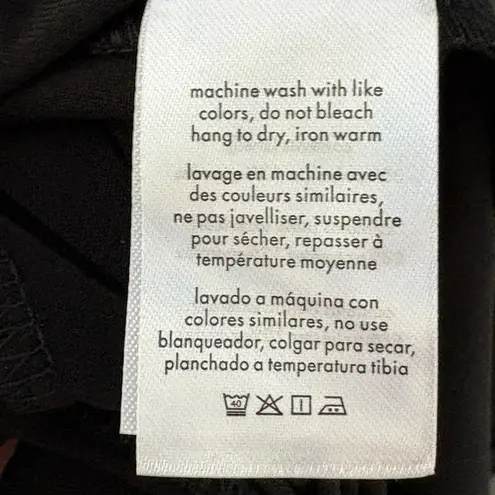 machine wash with like
colors, do not bleach
hang to dry, iron warm
lavage en machine avec
des couleurs similaires,
ne pas javelliser, suspendre
pour sécher, repasser à
température moyenne
lavado a máquina con
colores similares, no use
blanqueador, colgar para secar,
planchado a temperatura tibia
40